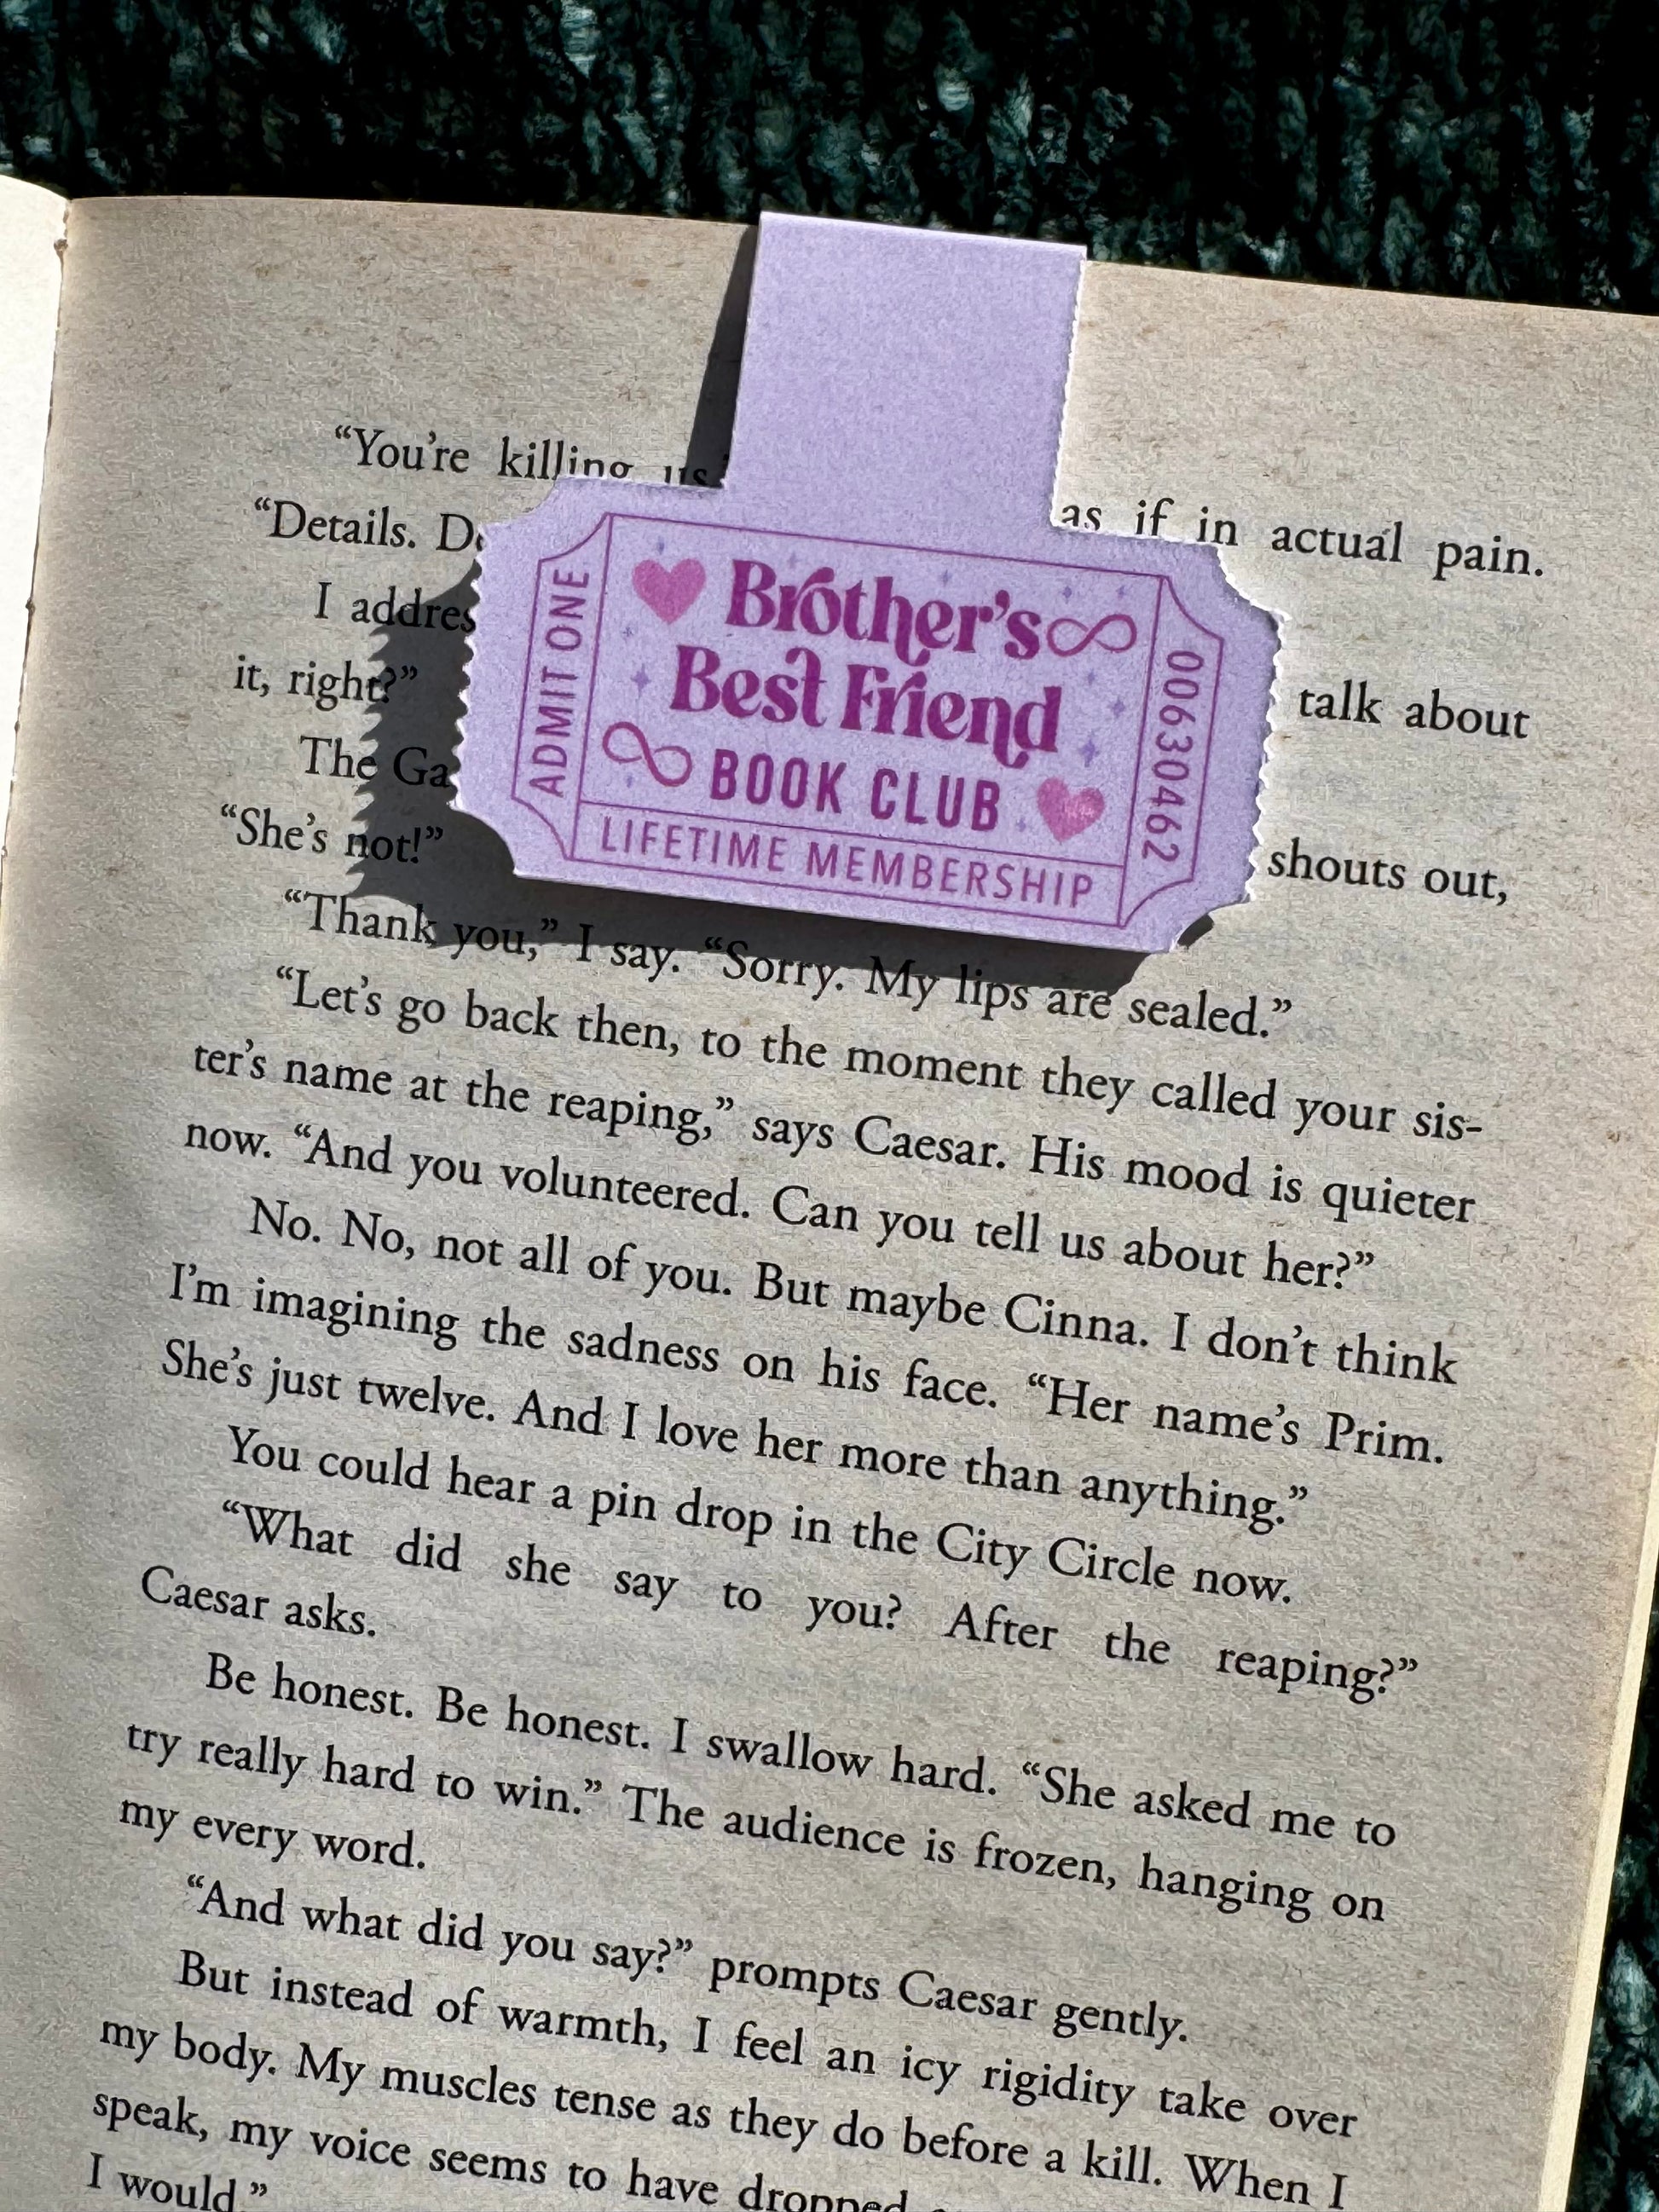 “You’re killing us
as if in actual pain.
“Details.
I
it, right?”
talk about
The
“She’s not!”
shouts out,
Brother’s
Best Friend
BOOK CLUB
LIFETIME MEMBERSHIP
ADMIT ONE
00630462
“Thank you,” I say. “Sorry. My lips are sealed.”
“Let’s go back then, to the moment they called your sis-
ter’s name at the reaping,” says Caesar. His mood is quieter
now. “And you volunteered. Can you tell us about her?”
No. No, not all of you. But maybe Cinna. I don’t think
I’m imagining the sadness on his face. “Her name’s Prim.
She’s just twelve. And I love her more than anything.”
You could hear a pin drop in the City Circle now.
“What did she say to you? After the reaping?”
Caesar asks.
Be honest. Be honest. I swallow hard. “She asked me to
try really hard to win.” The audience is frozen, hanging on
my every word.
“And what did you say?” prompts Caesar gently.
But instead of warmth, I feel an icy rigidity take over
my body. My muscles tense as they do before a kill. When I
speak, my voice seems to have dropped
I would.”